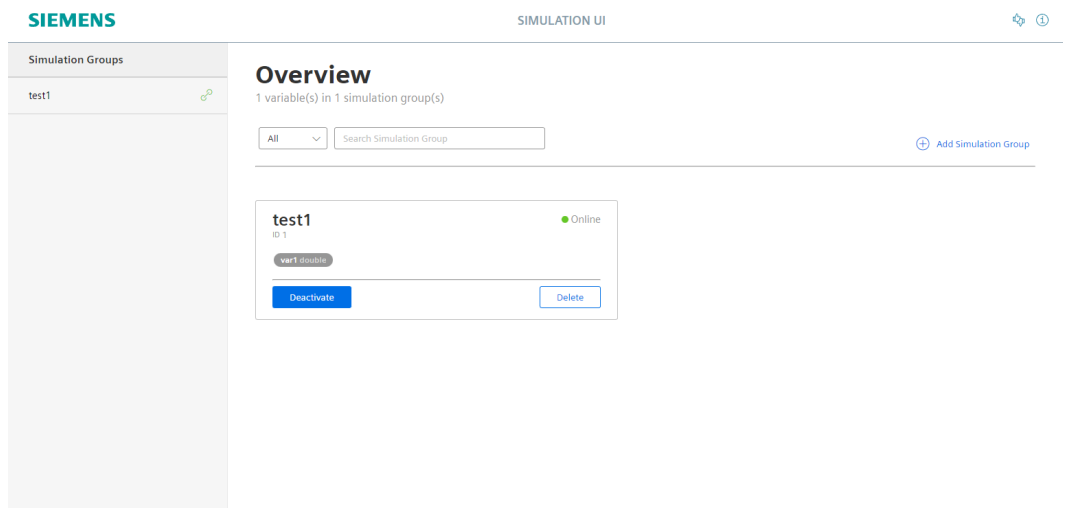 SIEMENS
SIMULATION UI
Simulation Groups
test1
Overview
1 variable(s) in 1 simulation group(s)
All
Search Simulation Group
Add Simulation Group
test1
Online
ID 1
var1 double
Deactivate
Delete